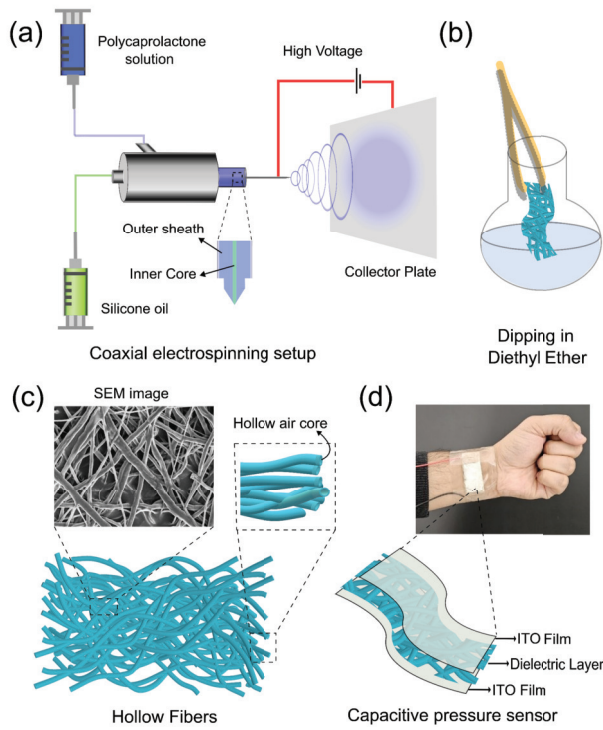 (a)
Polycaprolactone
solution
High Voltage
Outer sheath
Inner Core
Silicone oil
Collector Plate
Coaxial electrospinning setup
(b)
Dipping in
Diethyl Ether
(c)
SEM image
Hollow air core
Hollow Fibers
(d)
ITO Film
Dielectric Layer
ITO Film
Capacitive pressure sensor